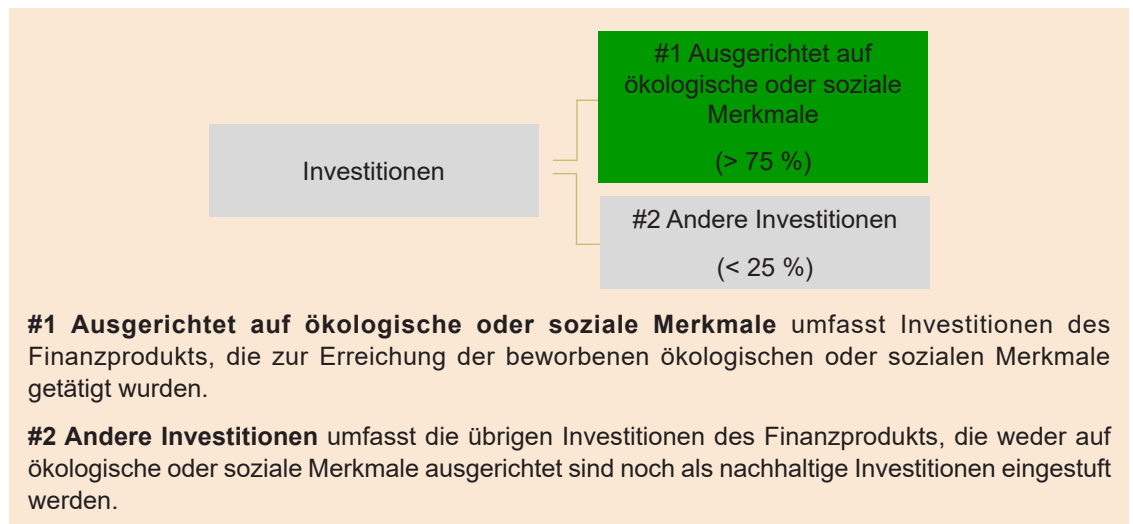 #1 Ausgerichtet auf
ökologische oder soziale
Merkmale
(> 75 %)
Investitionen
#2 Andere Investitionen
(< 25 %)
#1 Ausgerichtet auf ökologische oder soziale Merkmale umfasst Investitionen des
Finanzprodukts, die zur Erreichung der beworbenen ökologischen oder sozialen Merkmale
getätigt wurden.
#2 Andere Investitionen umfasst die übrigen Investitionen des Finanzprodukts, die weder auf
ökologische oder soziale Merkmale ausgerichtet sind noch als nachhaltige Investitionen eingestuft
werden.